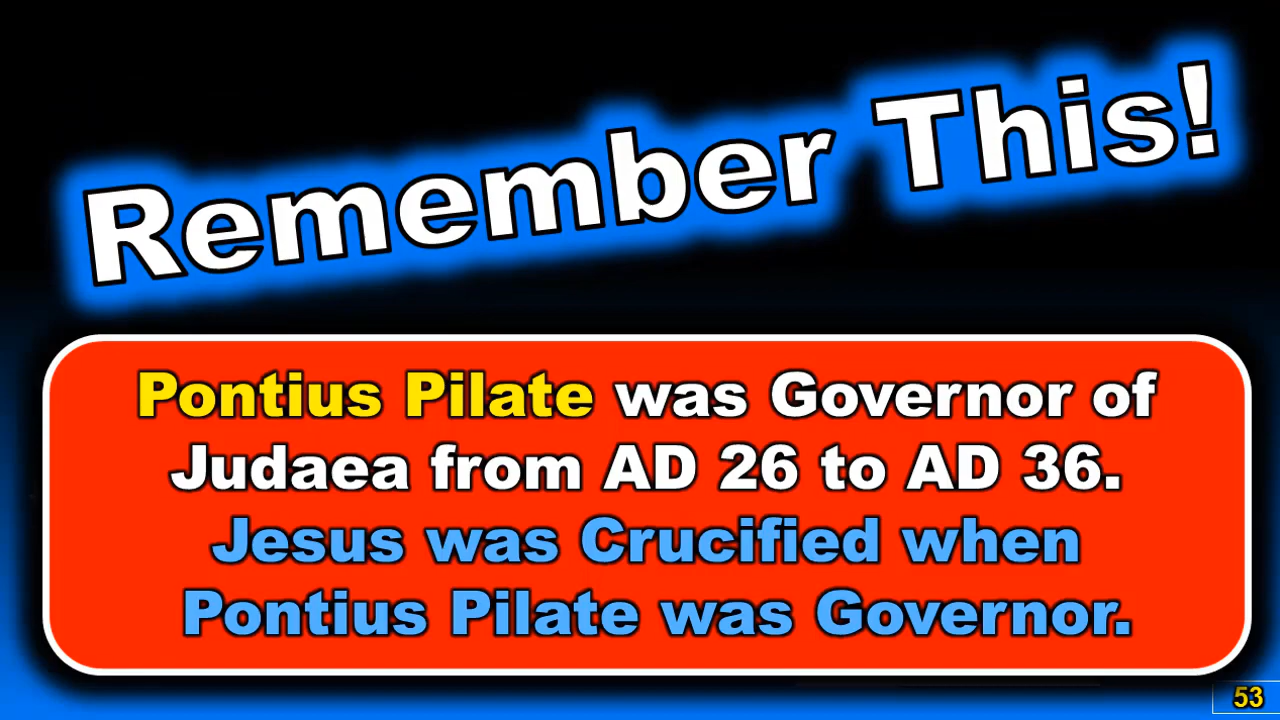 Remember This!
Pontius Pilate was Governor of
Judaea from AD 26 to AD 36.
Jesus was Crucified when
Pontius Pilate was Governor.
53